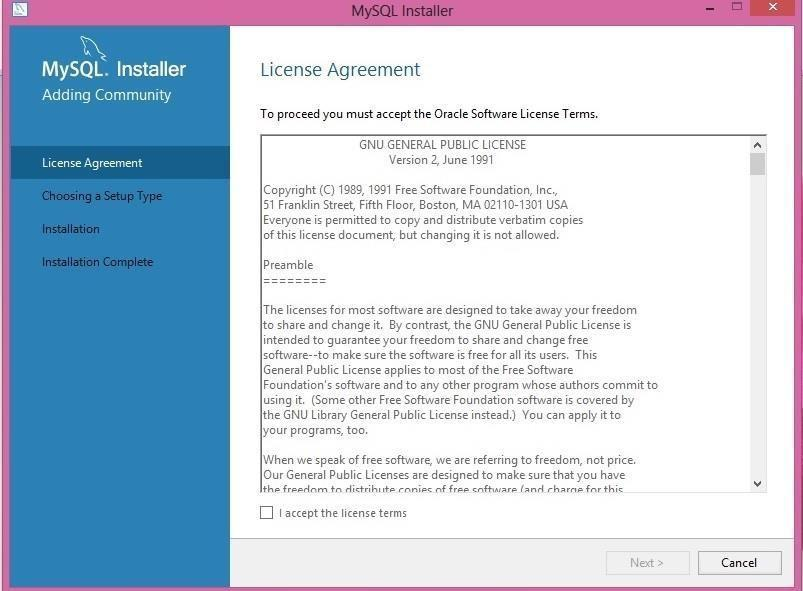 MySQL Installer
MySQL. Installer
Adding Community
License Agreement
Choosing a Setup Type
Installation
Installation Complete
License Agreement
To proceed you must accept the Oracle Software License Terms.
GNU GENERAL PUBLIC LICENSE
Version 2, June 1991
Copyright (C) 1989, 1991 Free Software Foundation, Inc.,
51 Franklin Street, Fifth Floor, Boston, MA 02110-1301 USA
Everyone is permitted to copy and distribute verbatim copies
of this license document, but changing it is not allowed.
Preamble
========
The licenses for most software are designed to take away your freedom
to share and change it.  By contrast, the GNU General Public License is
intended to guarantee your freedom to share and change free
software--to make sure the software is free for all its users.  This
General Public License applies to most of the Free Software
Foundation's software and to any other program whose authors commit to
using it.  (Some other Free Software Foundation software is covered by
the GNU Library General Public License instead.)  You can apply it to
your programs, too.
When we speak of free software, we are referring to freedom, not price.
Our General Public Licenses are designed to make sure that you have
the freedom to distribute copies of free software (and charge for this
I accept the license terms
Next >
Cancel